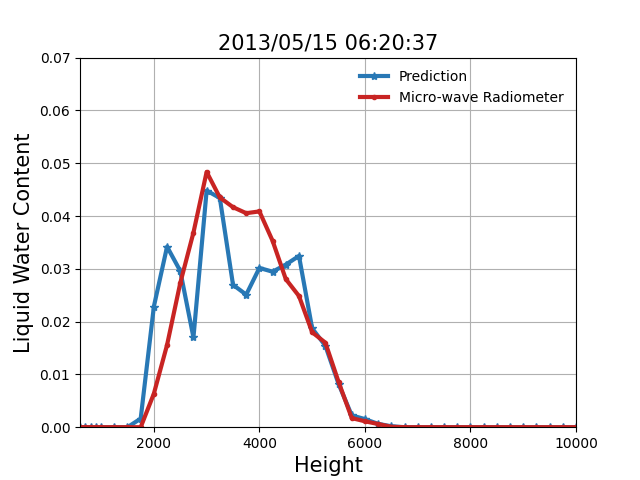 2013/05/15 06:20:37
Prediction
Micro-wave Radiometer
Liquid Water Content
0.07
0.06
0.05
0.04
0.03
0.02
0.01
0.00
2000 4000 6000 8000 10000
Height